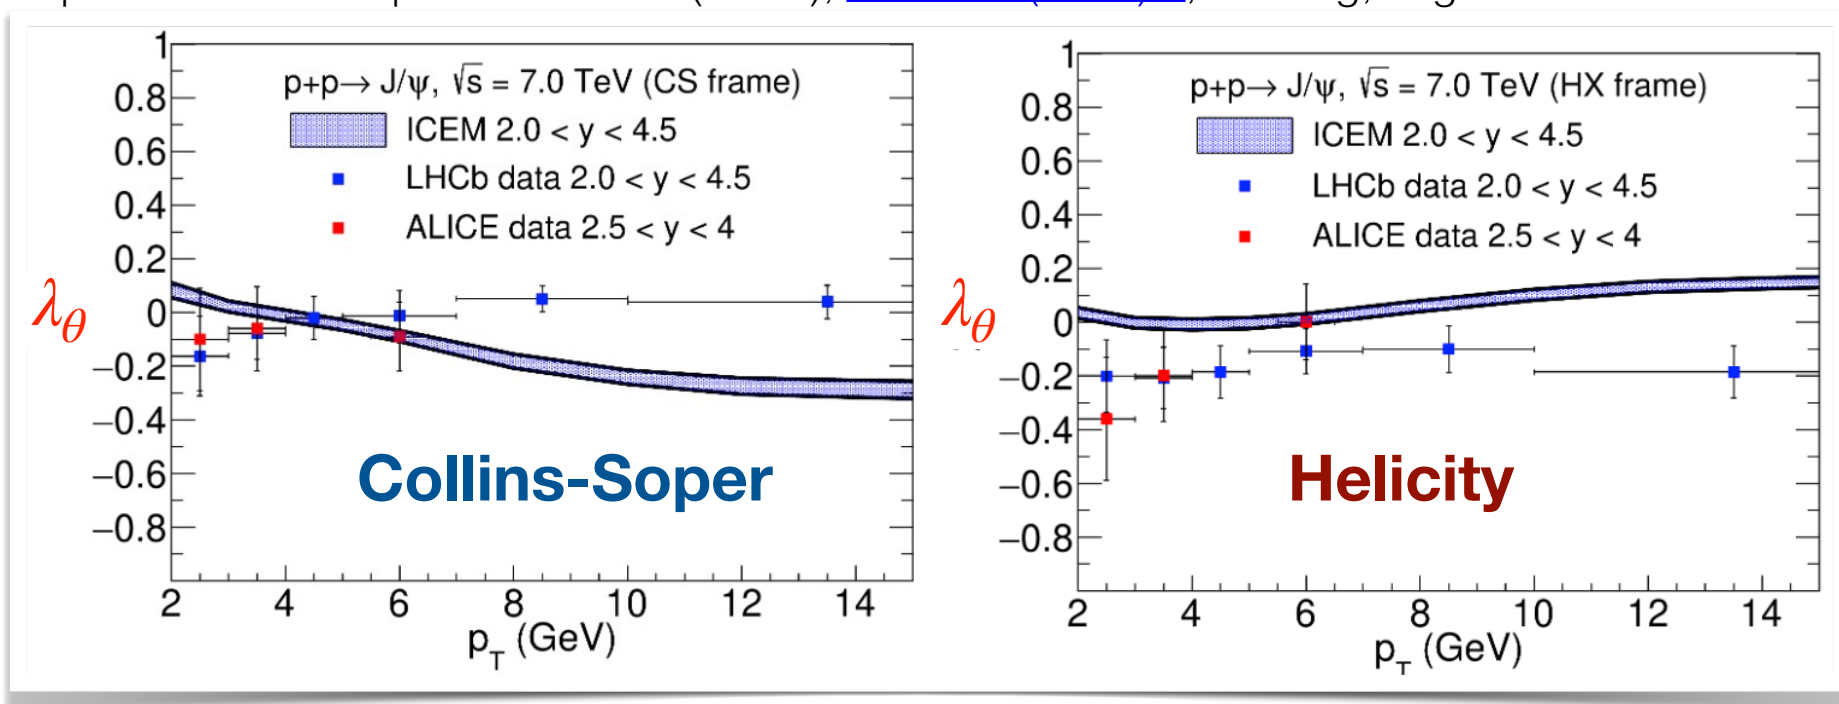 p+p→ J/ψ, √s = 7.0 TeV (CS frame)
ICEM 2.0 < y < 4.5
LHCb data 2.0 < y < 4.5
ALICE data 2.5 < y < 4
λθ
1
0.8
0.6
0.4
0.2
0
−0.2
−0.4
−0.6
−0.8
Collins-Soper
2 4 6 8 10 12 14
pT (GeV)
p+p→ J/ψ, √s = 7.0 TeV (HX frame)
ICEM 2.0 < y < 4.5
LHCb data 2.0 < y < 4.5
ALICE data 2.5 < y < 4
λθ
1
0.8
0.6
0.4
0.2
0
−0.2
−0.4
−0.6
−0.8
Helicity
2 4 6 8 10 12 14
pT (GeV)